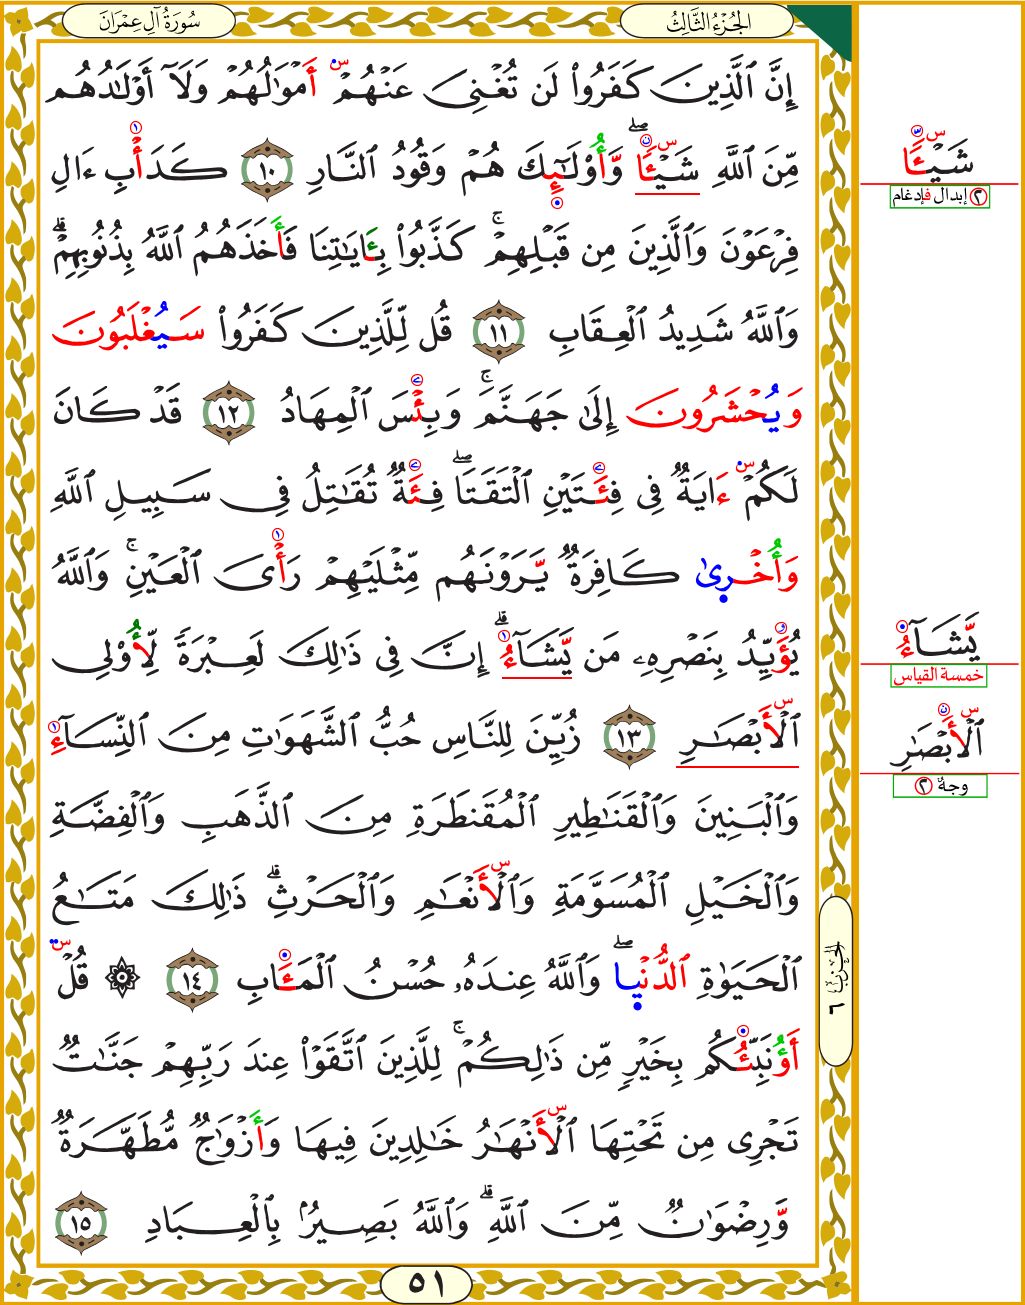 سُورَةُ آلِ عِمْرَانَ
الجُزْءُ الثَّالِثُ
إِنَّ ٱلَّذِينَ كَفَرُوا۟ لَن تُغْنِىَ عَنْهُمْ أَمْوَٰلُهُمْ وَلَآ أَوْلَٰدُهُم
مِّنَ ٱللَّهِ شَيْـًٔا ۖ وَأُو۟لَٰٓئِكَ هُمْ وَقُودُ ٱلنَّارِ ١٠ كَدَأْبِ ءَالِ
فِرْعَوْنَ وَٱلَّذِينَ مِن قَبْلِهِمْ ۚ كَذَّبُوا۟ بِـَٔايَٰتِنَا فَأَخَذَهُمُ ٱللَّهُ بِذُنُوبِهِمْ ۗ
وَٱللَّهُ شَدِيدُ ٱلْعِقَابِ ١١ قُل لِّلَّذِينَ كَفَرُوا۟ سَيُغْلَبُونَ
وَيُحْشَرُونَ إِلَىٰ جَهَنَّمَ ۚ وَبِئْسَ ٱلْمِهَادُ ١٢ قَدْ كَانَ
لَكُمْ ءَايَةٌ فِى فِئَتَيْنِ ٱلْتَقَتَا ۖ فِئَةٌ تُقَٰتِلُ فِى سَبِيلِ ٱللَّهِ
وَأُخْرِىٰ كَافِرَةٌ يَرَوْنَهُم مِّثْلَيْهِمْ رَأْىَ ٱلْعَيْنِ ۚ وَٱللَّهُ
يُؤَيِّدُ بِنَصْرِهِۦ مَن يَشَآءُ ۗ إِنَّ فِى ذَٰلِكَ لَعِبْرَةً لِّأُو۟لِى
ٱلْأَبْصَٰرِ ١٣ زُيِّنَ لِلنَّاسِ حُبُّ ٱلشَّهَوَٰتِ مِنَ ٱلنِّسَآءِ
وَٱلْبَنِينَ وَٱلْقَنَٰطِيرِ ٱلْمُقَنطَرَةِ مِنَ ٱلذَّهَبِ وَٱلْفِضَّةِ
وَٱلْخَيْلِ ٱلْمُسَوَّمَةِ وَٱلْأَنْعَٰمِ وَٱلْحَرْثِ ۗ ذَٰلِكَ مَتَٰعُ
ٱلْحَيَوٰةِ ٱلدُّنْيَا ۖ وَٱللَّهُ عِندَهُۥ حُسْنُ ٱلْمَـَٔابِ ١٤ ۞ قُلْ
أَؤُنَبِّئُكُم بِخَيْرٍ مِّن ذَٰلِكُمْ ۚ لِلَّذِينَ ٱتَّقَوْا۟ عِندَ رَبِّهِمْ جَنَّٰتٌ
تَجْرِى مِن تَحْتِهَا ٱلْأَنْهَٰرُ خَٰلِدِينَ فِيهَا وَأَزْوَٰجٌ مُّطَهَّرَةٌ
وَرِضْوَٰنٌ مِّنَ ٱللَّهِ ۗ وَٱللَّهُ بَصِيرٌۢ بِٱلْعِبَادِ ١٥
شَيْـًٔا
٢ إبدال فإدغام
يَّشَآءُ
خمسة القياس
ٱلْأَبْصَٰرِ
وجهٌ ٢
الحِزْبُ ٦
٥١